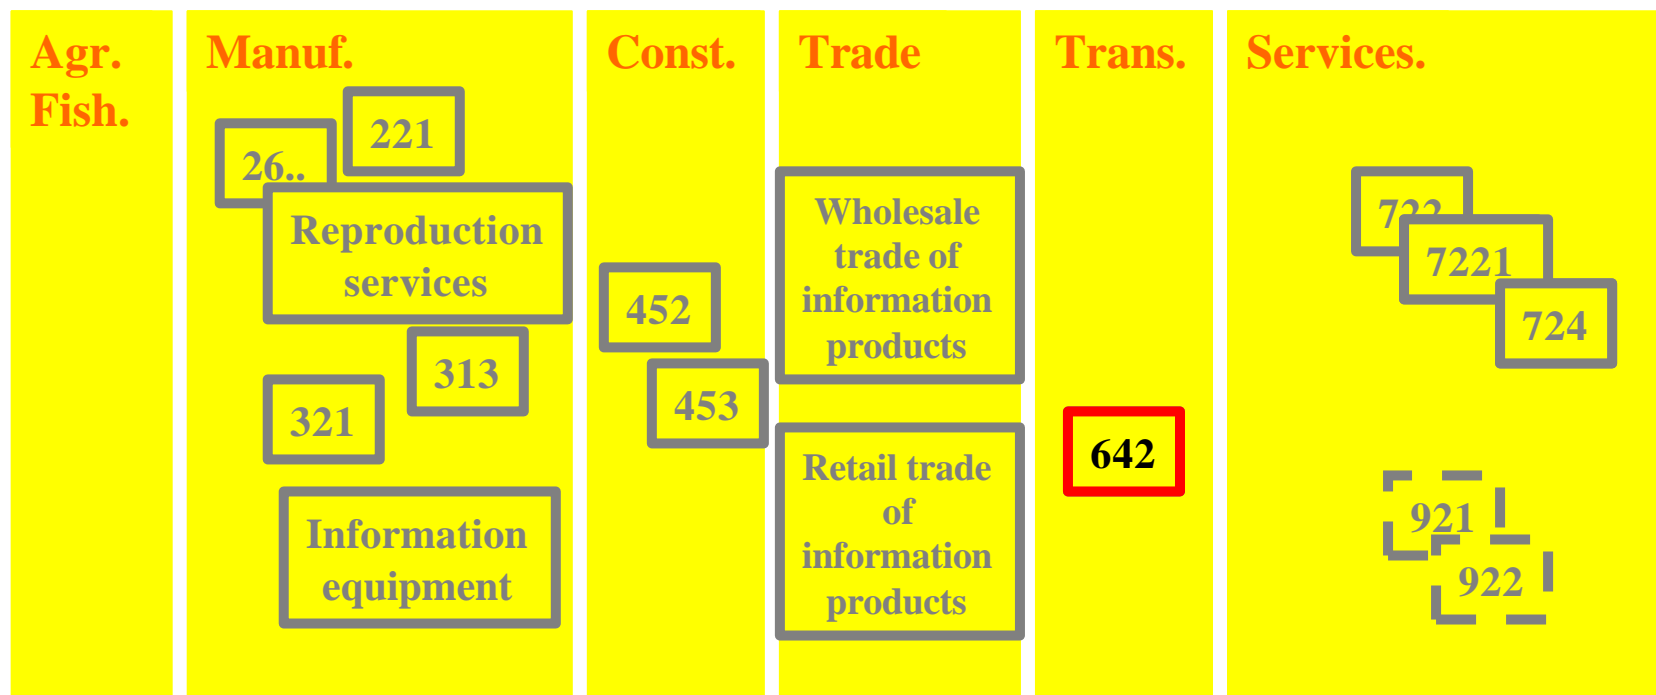 Agr.
Fish.
Manuf.
26..
221
Reproduction
services
313
321
Information
equipment
Const.
452
453
Trade
Wholesale
trade of
information
products
Retail trade
of
information
products
Trans.
642
Services.
722
7221
724
921
922